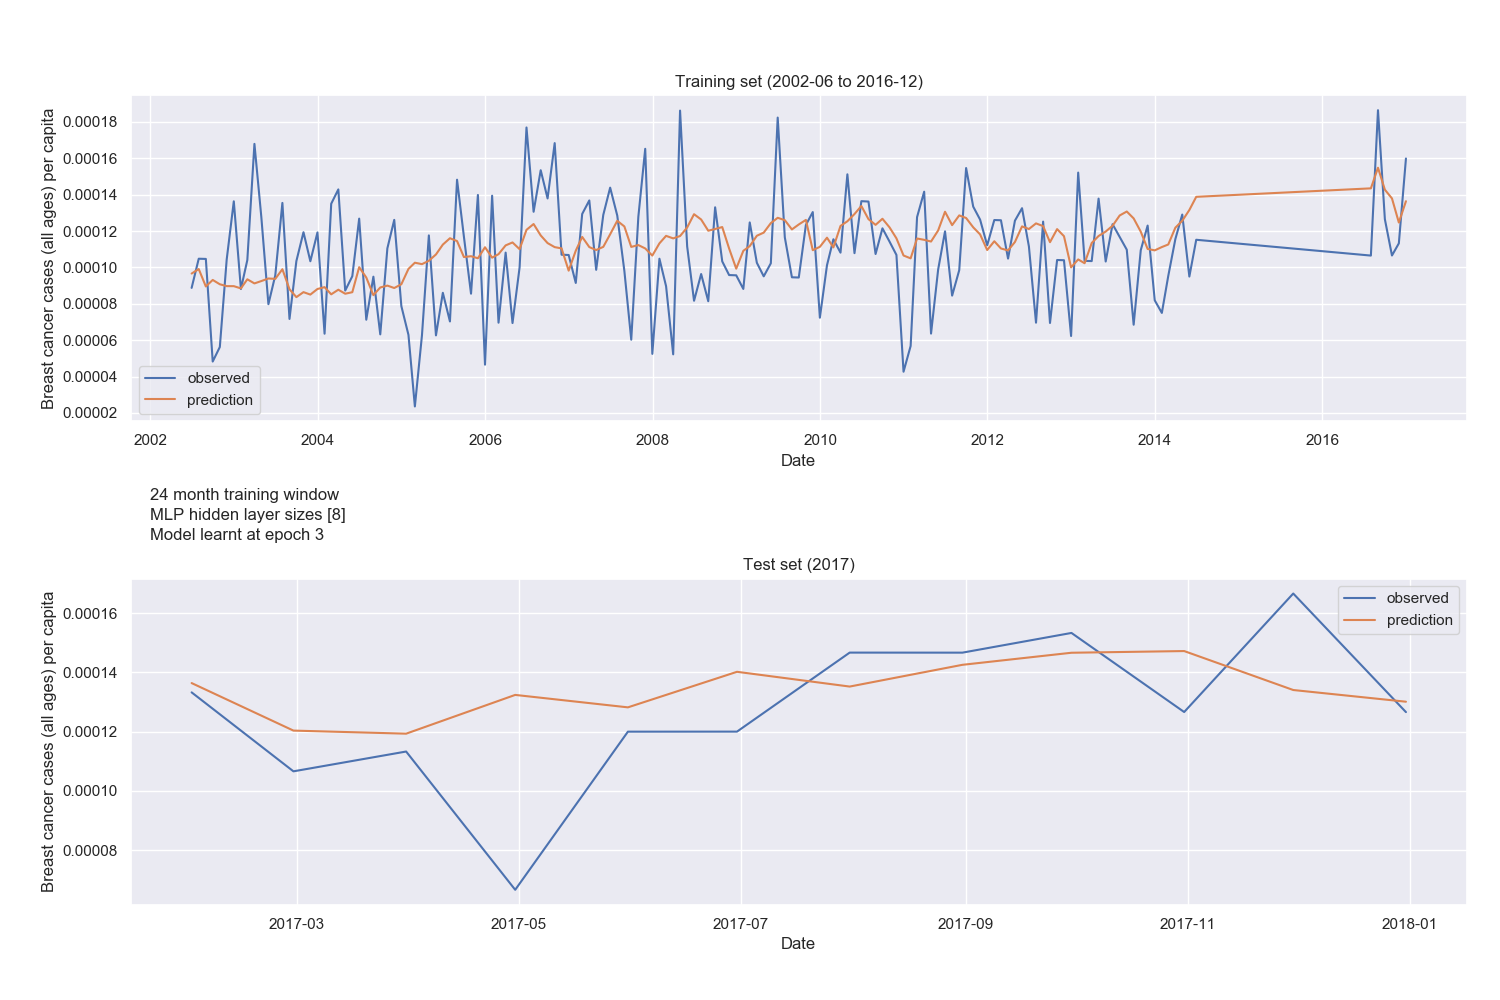 Training set (2002-06 to 2016-12)
Breast cancer cases (all ages) per capita
0.00018
0.00016
0.00014
0.00012
0.00010
0.00008
0.00006
0.00004
0.00002
observed
prediction
2002 2004 2006 2008 2010 2012 2014 2016
Date
24 month training window
MLP hidden layer sizes [8]
Model learnt at epoch 3
Test set (2017)
Breast cancer cases (all ages) per capita
0.00016
0.00014
0.00012
0.00010
0.00008
observed
prediction
2017-03 2017-05 2017-07 2017-09 2017-11 2018-01
Date